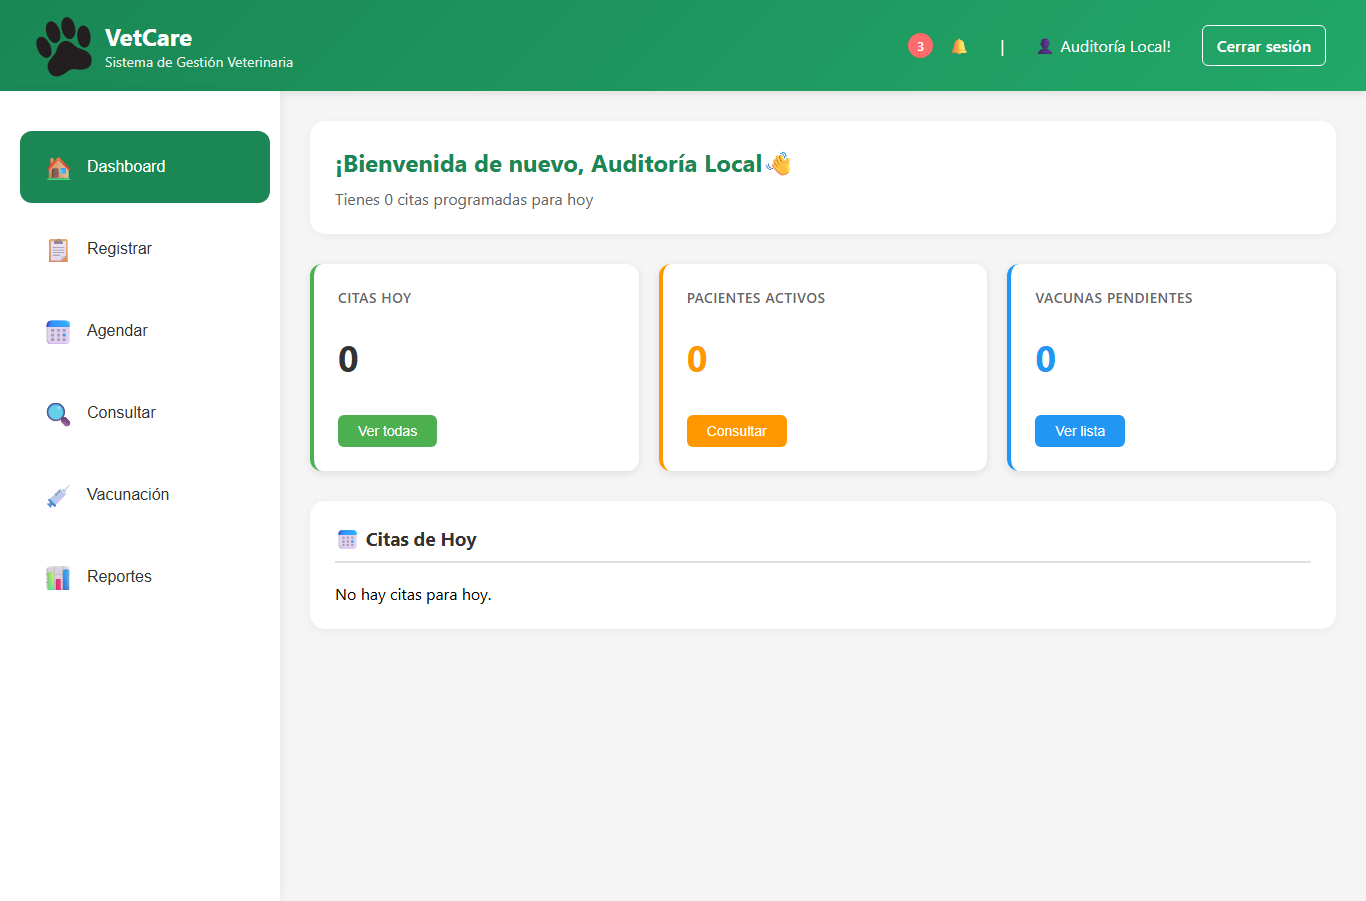 VetCare
Sistema de Gestión Veterinaria
3
|
Auditoría Local!
Cerrar sesión
Dashboard
Registrar
Agendar
Consultar
Vacunación
Reportes
¡Bienvenida de nuevo, Auditoría Local
Tienes 0 citas programadas para hoy
CITAS HOY
0
Ver todas
PACIENTES ACTIVOS
0
Consultar
VACUNAS PENDIENTES
0
Ver lista
Citas de Hoy
No hay citas para hoy.